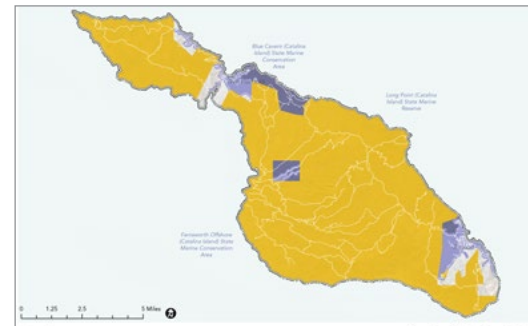 Blue Cavern (Catalina
Island) State Marine
Conservation
Area
Long Point (Catalina
Island) State Marine
Reserve
Farnsworth Offshore
(Catalina Island) State
Marine Conservation
Area
0 1.25 2.5 5 Miles